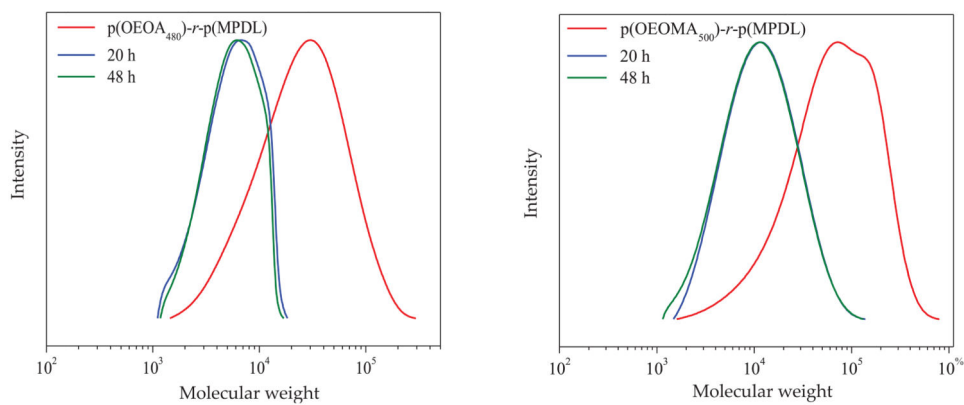 p(OEOA₄₈₀)-r-p(MPDL)
20 h
48 h
Intensity
10² 10³ 10⁴ 10⁵
Molecular weight
p(OEOMA₅₀₀)-r-p(MPDL)
20 h
48 h
Intensity
10² 10³ 10⁴ 10⁵ 10%
Molecular weight